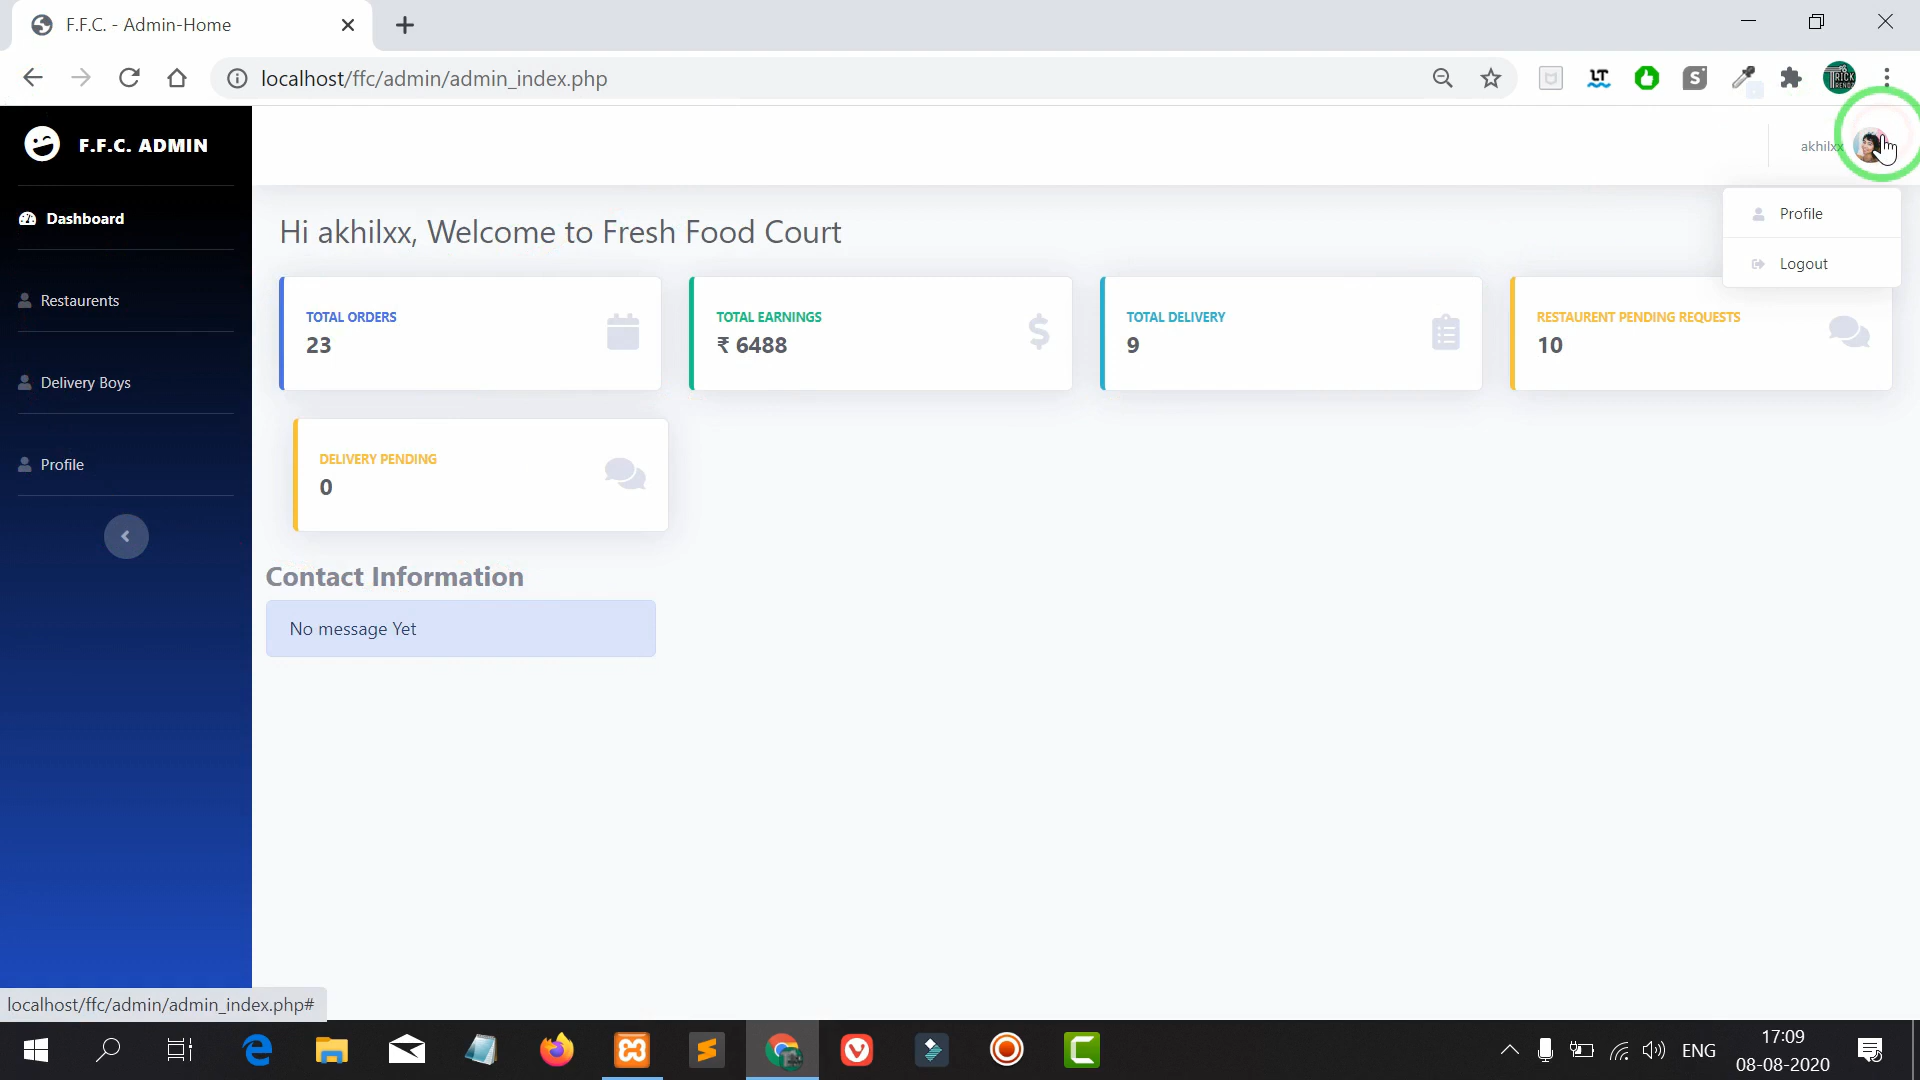 F.F.C. - Admin-Home
localhost/ffc/admin/admin_index.php
LT
S
TRICK
F.F.C. ADMIN
akhilxx
Dashboard
Profile
Hi akhilxx, Welcome to Fresh Food Court
Logout
Restaurents
TOTAL ORDERS
23
TOTAL EARNINGS
₹ 6488
TOTAL DELIVERY
9
RESTAURENT PENDING REQUESTS
10
Delivery Boys
Profile
DELIVERY PENDING
0
Contact Information
No message Yet
localhost/ffc/admin/admin_index.php#
ENG
17:09
08-08-2020